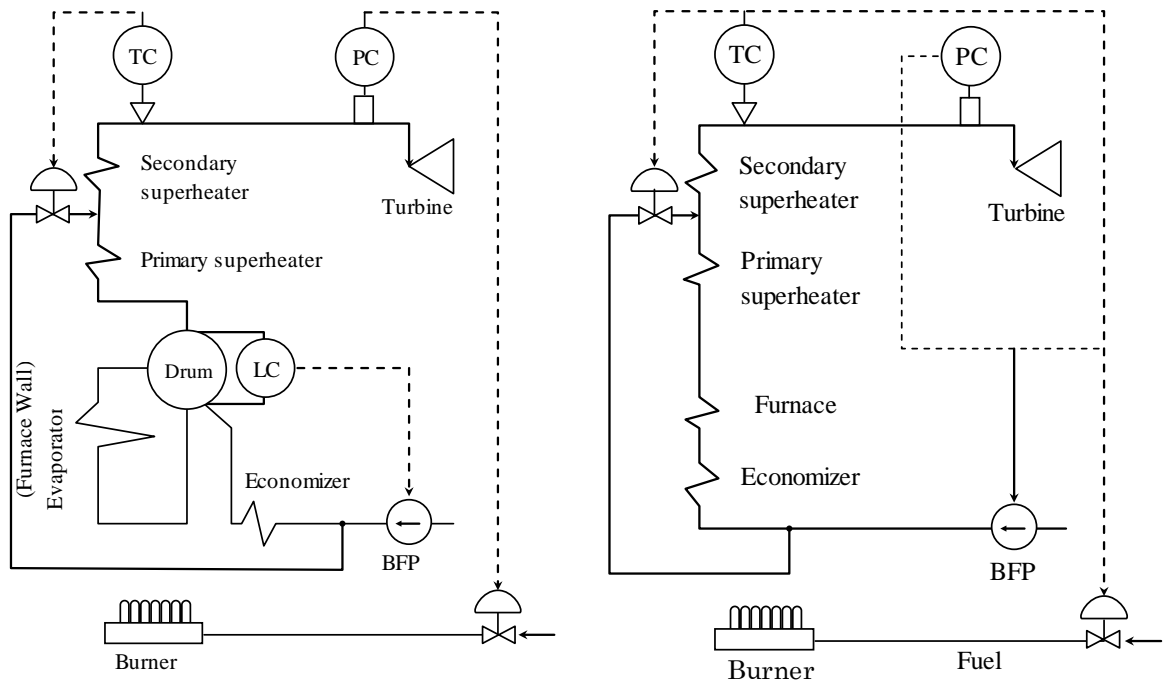 TC
PC
Secondary
superheater
Turbine
Primary superheater
Drum
LC
(Furnace Wall)
Evaporator
Economizer
BFP
Burner
TC
PC
Secondary
superheater
Turbine
Primary
superheater
Furnace
Economizer
BFP
Burner
Fuel